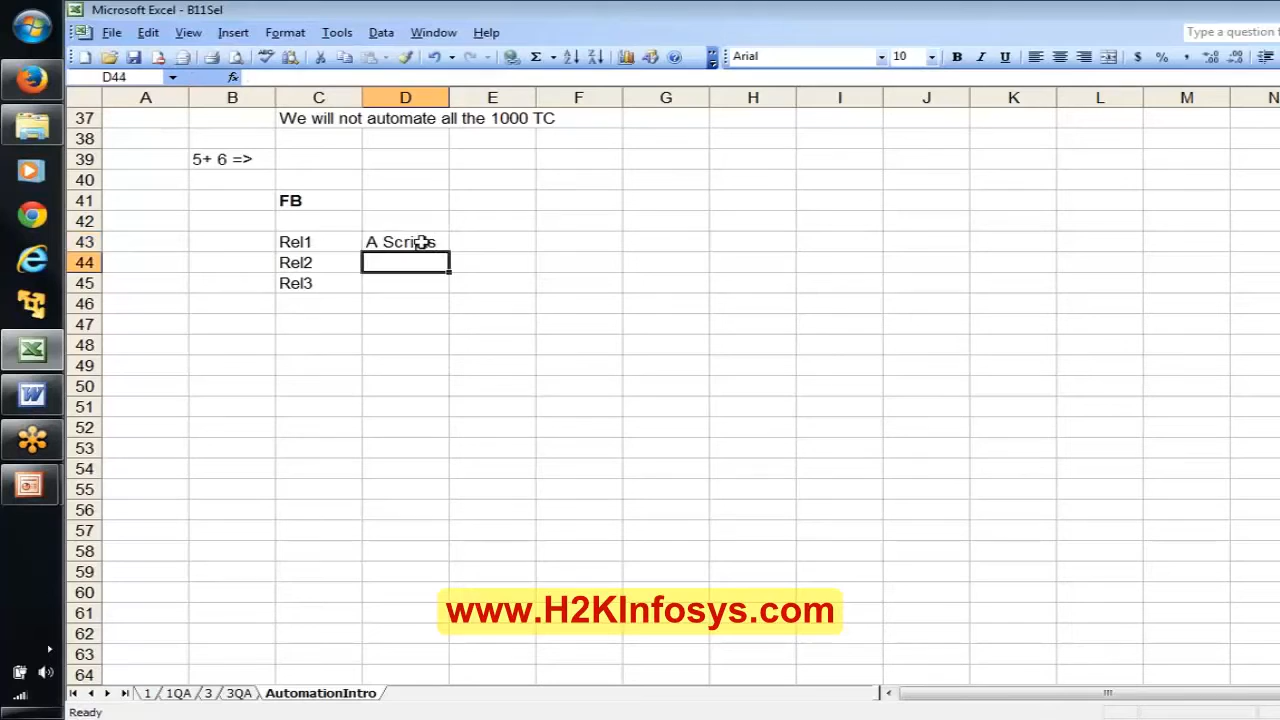 Microsoft Excel - B11Sel
File Edit View Insert Format Tools Data Window Help
Type a question f
Arial 10 B I U $ % ,
D44 fx
A B C D E F G H I J K L M N
37 We will not automate all the 1000 TC
38
39 5+ 6 =>
40
41 FB
42
43 Rel1 A Scripts
44 Rel2
45 Rel3
46
47
48
49
50
51
52
53
54
55
56
57
58
59
60
www.H2KInfosys.com
61
62
63
64
1 1QA 3 3QA AutomationIntro
Ready